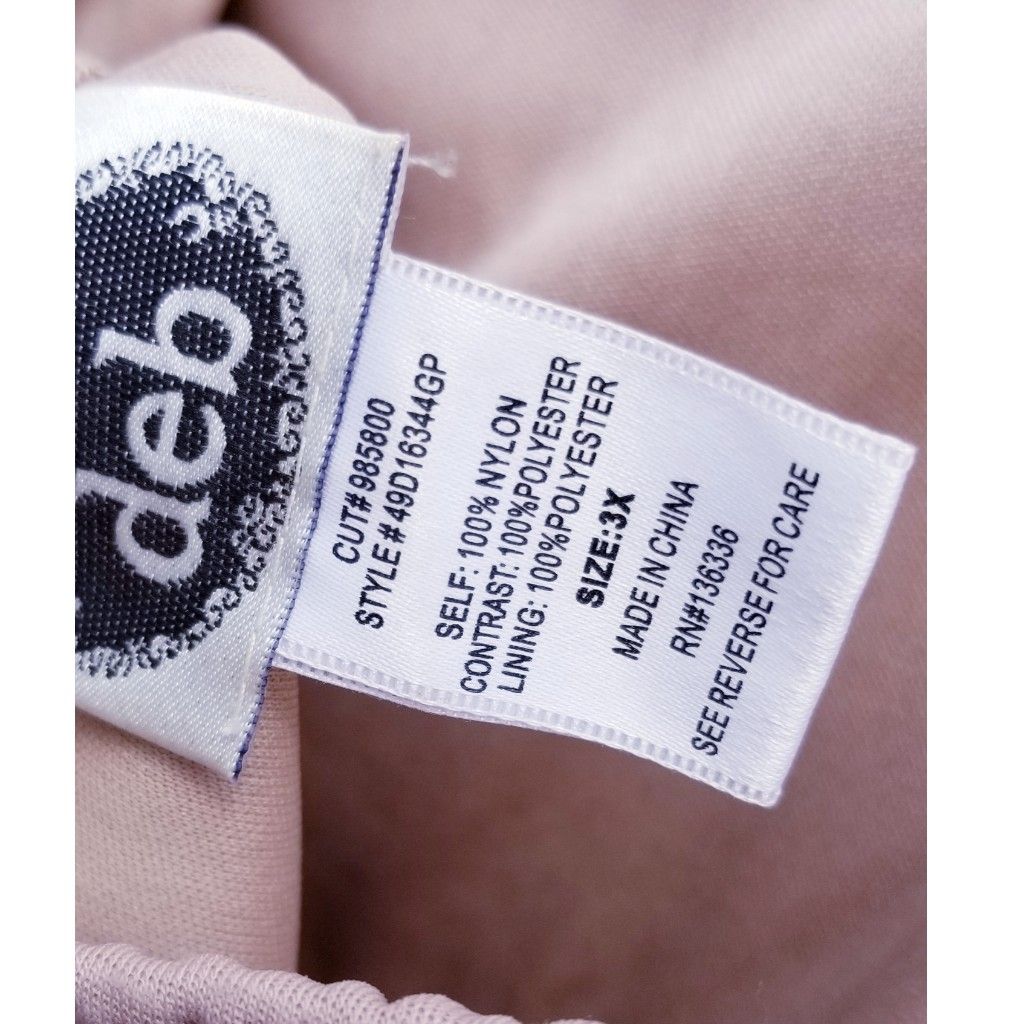 deb
CUT# 985800
STYLE # 49D16344GP
SELF: 100% NYLON
CONTRAST: 100%POLYESTER
LINING: 100%POLYESTER
SIZE:3X
MADE IN CHINA
RN#136336
SEE REVERSE FOR CARE